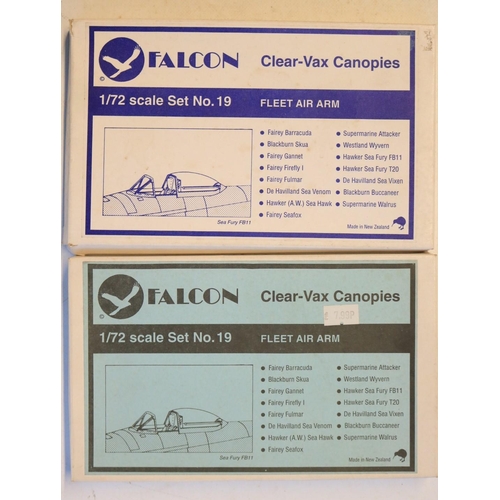 FALCON
Clear-Vax Canopies
©
1/72 scale Set No.19
FLEET AIR ARM
• Fairey Barracuda
• Blackburn Skua
• Fairey Gannet
• Fairey Firefly I
• Fairey Fulmar
• De Havilland Sea Venom
• Hawker (A.W.) Sea Hawk
• Fairey Seafox
• Supermarine Attacker
• Westland Wyvern
• Hawker Sea Fury FB11
• Hawker Sea Fury T20
• De Havilland Sea Vixen
• Blackburn Buccaneer
• Supermarine Walrus
Sea Fury FB11
Made in New Zealand
FALCON
Clear-Vax Canopies
©
£ 7.99P
1/72 scale Set No.19
FLEET AIR ARM
• Fairey Barracuda
• Blackburn Skua
• Fairey Gannet
• Fairey Firefly I
• Fairey Fulmar
• De Havilland Sea Venom
• Hawker (A.W.) Sea Hawk
• Fairey Seafox
• Supermarine Attacker
• Westland Wyvern
• Hawker Sea Fury FB11
• Hawker Sea Fury T20
• De Havilland Sea Vixen
• Blackburn Buccaneer
• Supermarine Walrus
Sea Fury FB11
Made in New Zealand